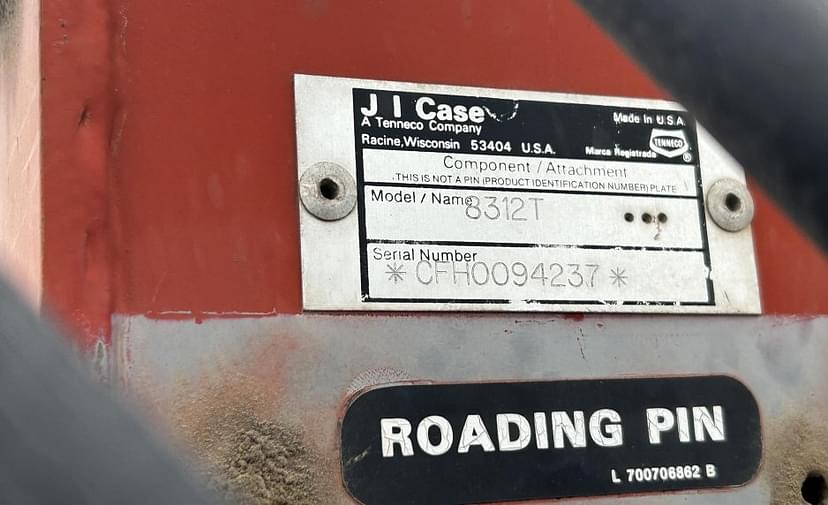 J I Case
A Tenneco Company
Racine, Wisconsin 53404 U.S.A.
Made In U.S.A.
TENNECO
Marca Registrada ®
Component / Attachment
THIS IS NOT A PIN (PRODUCT IDENTIFICATION NUMBER) PLATE
Model / Name 8312T
Serial Number
* CFH0094237 *
ROADING PIN
L 700706862 B